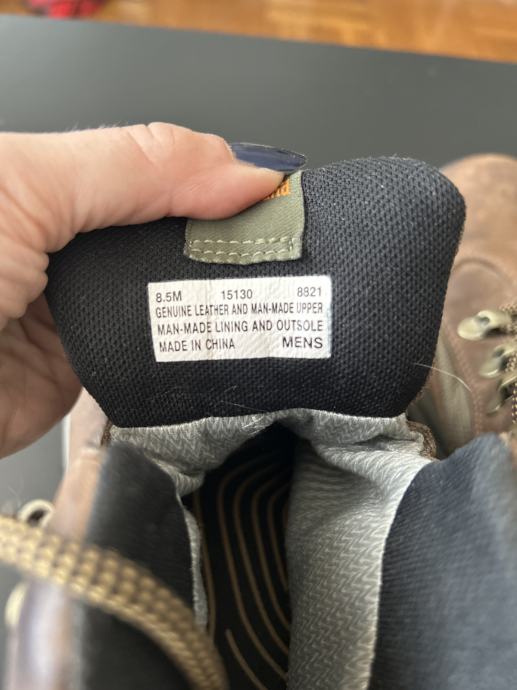 8.5M 15130 8821
GENUINE LEATHER AND MAN-MADE UPPER
MAN-MADE LINING AND OUTSOLE
MADE IN CHINA MENS